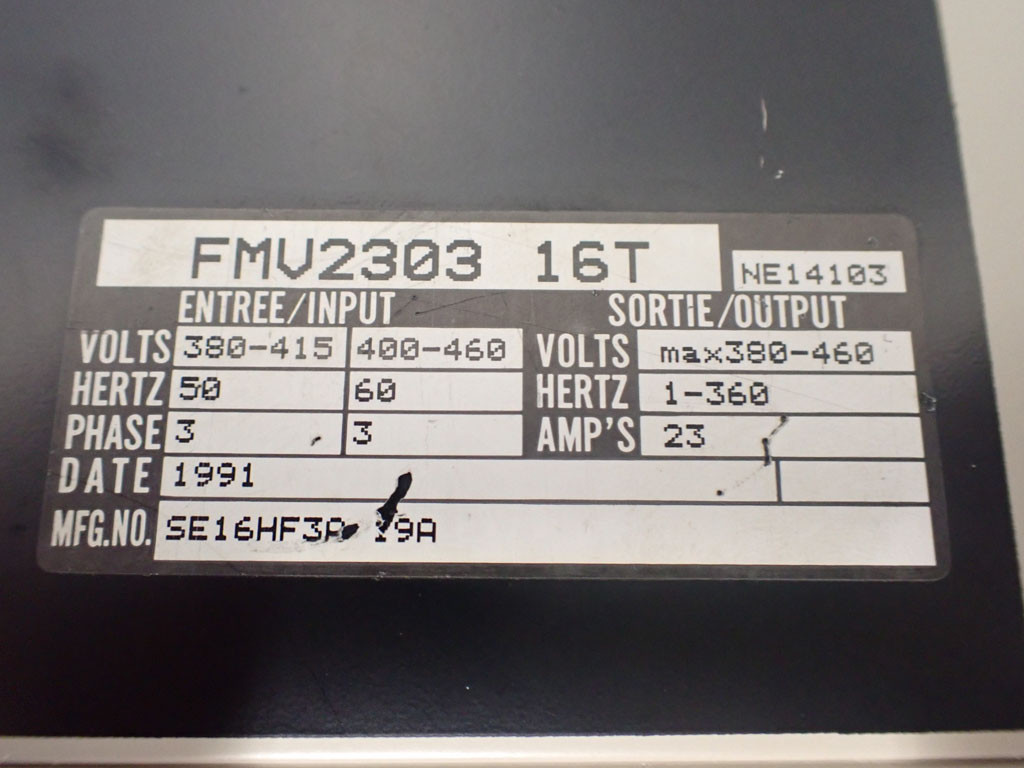 FMV2303 16T NE14103
ENTREE/INPUT SORTIE/OUTPUT
VOLTS 380-415 400-460 VOLTS max380-460
HERTZ 50 60 HERTZ 1-360
PHASE 3 3 AMP'S 23
DATE 1991
MFG.NO.